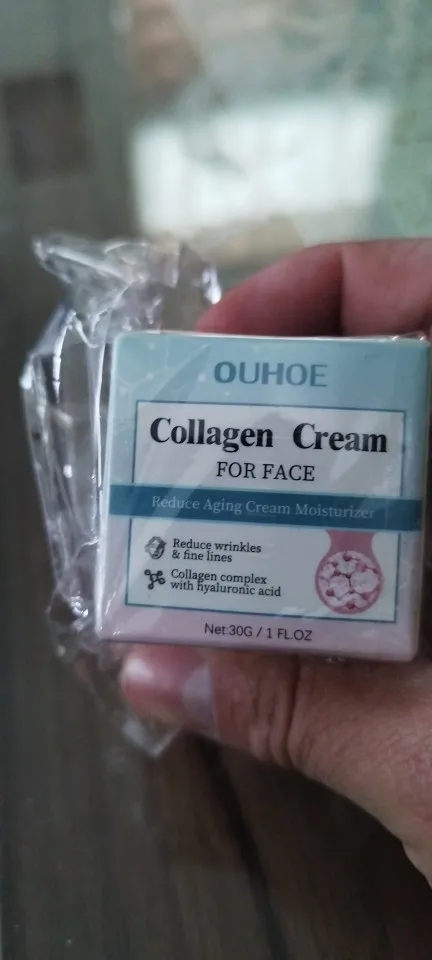 OUHOE
Collagen Cream
FOR FACE
Reduce Aging Cream Moisturizer
Reduce wrinkles
& fine lines
Collagen complex
with hyaluronic acid
Net:30G / 1 FL.OZ